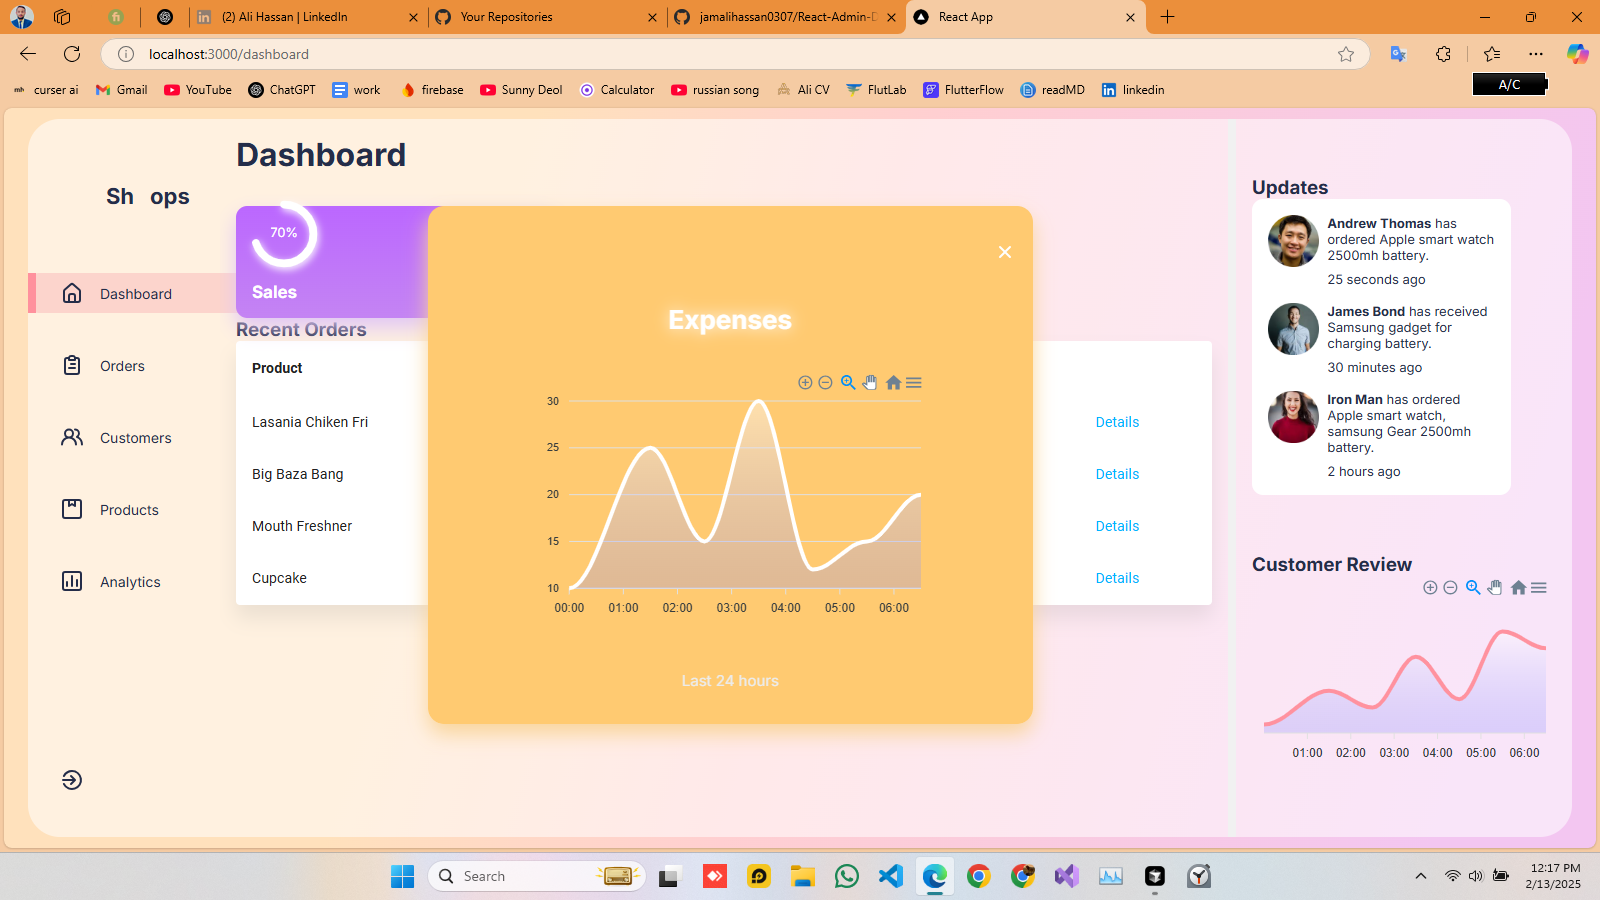 (2) Ali Hassan | LinkedIn
Your Repositories
jamalihassan0307/React-Admin-D
React App
localhost:3000/dashboard
curser ai
Gmail
YouTube
ChatGPT
work
firebase
Sunny Deol
Calculator
russian song
Ali CV
FlutLab
FlutterFlow
readMD
linkedin
A/C
Sh ops
Dashboard
Orders
Customers
Products
Analytics
Dashboard
70%
Sales
Recent Orders
Product
Lasania Chiken Fri
Details
Big Baza Bang
Details
Mouth Freshner
Details
Cupcake
Details
Expenses
30
25
20
15
10
00:00 01:00 02:00 03:00 04:00 05:00 06:00
Last 24 hours
Updates
Andrew Thomas has
ordered Apple smart watch
2500mh battery.
25 seconds ago
James Bond has received
Samsung gadget for
charging battery.
30 minutes ago
Iron Man has ordered
Apple smart watch,
samsung Gear 2500mh
battery.
2 hours ago
Customer Review
01:00 02:00 03:00 04:00 05:00 06:00
Search
12:17 PM
2/13/2025